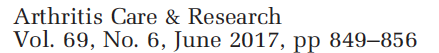 Arthritis Care & Research
Vol. 69, No. 6, June 2017, pp 849–856